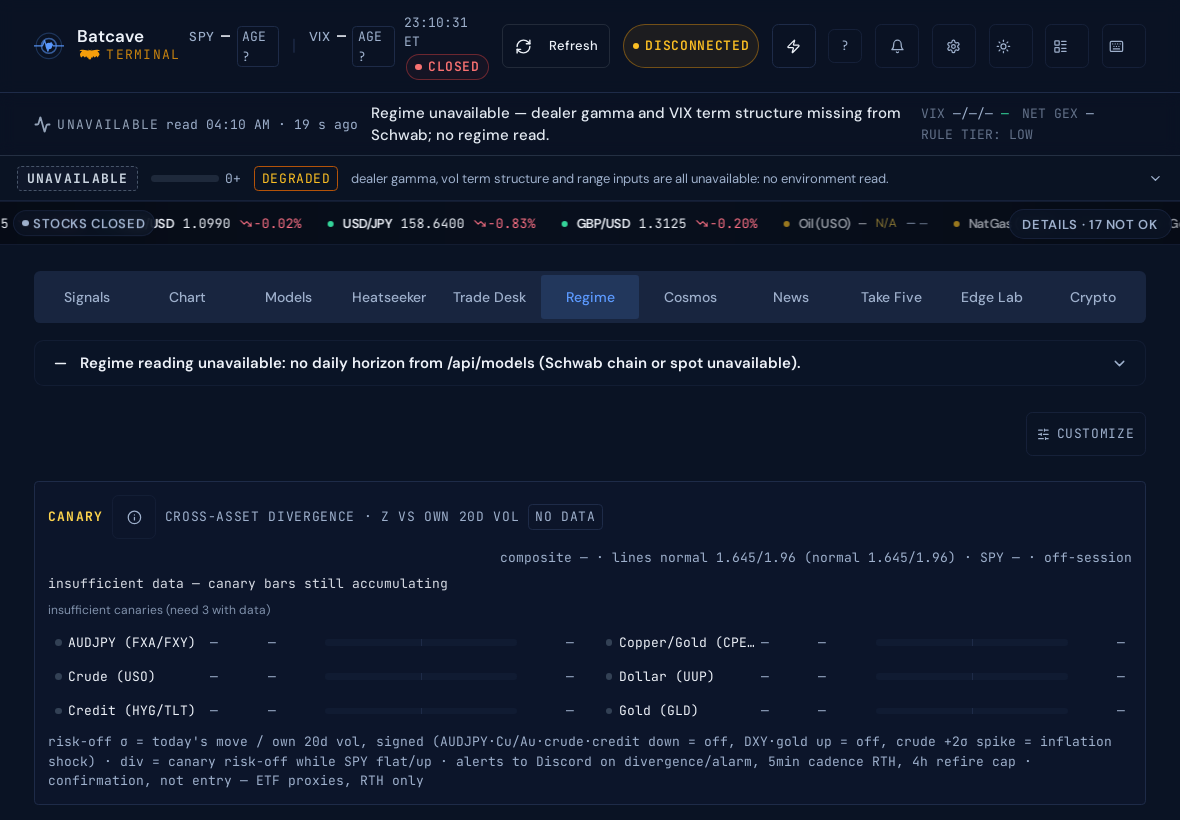 Batcave
TERMINAL
SPY —
AGE
?
VIX —
AGE
?
23:10:31
ET
CLOSED
Refresh
DISCONNECTED
?
UNAVAILABLE read 04:10 AM · 19 s ago
Regime unavailable — dealer gamma and VIX term structure missing from
Schwab; no regime read.
VIX —/—/— — NET GEX —
RULE TIER: LOW
UNAVAILABLE
0+
DEGRADED
dealer gamma, vol term structure and range inputs are all unavailable: no environment read.
5
STOCKS CLOSED
1.0990 -0.02%
USD/JPY 158.6400 -0.83%
GBP/USD 1.3125 -0.20%
Oil (USO) — N/A — —
DETAILS · 17 NOT OK
Signals
Chart
Models
Heatseeker
Trade Desk
Regime
Cosmos
News
Take Five
Edge Lab
Crypto
— Regime reading unavailable: no daily horizon from /api/models (Schwab chain or spot unavailable).
CUSTOMIZE
CANARY
CROSS-ASSET DIVERGENCE · Z VS OWN 20D VOL
NO DATA
composite — · lines normal 1.645/1.96 (normal 1.645/1.96) · SPY — · off-session
insufficient data — canary bars still accumulating
insufficient canaries (need 3 with data)
AUDJPY (FXA/FXY) — — —
Copper/Gold (CPE… — — —
Crude (USO) — — —
Dollar (UUP) — — —
Credit (HYG/TLT) — — —
Gold (GLD) — — —
risk-off σ = today's move / own 20d vol, signed (AUDJPY·Cu/Au·crude·credit down = off, DXY·gold up = off, crude +2σ spike = inflation
shock) · div = canary risk-off while SPY flat/up · alerts to Discord on divergence/alarm, 5min cadence RTH, 4h refire cap ·
confirmation, not entry — ETF proxies, RTH only